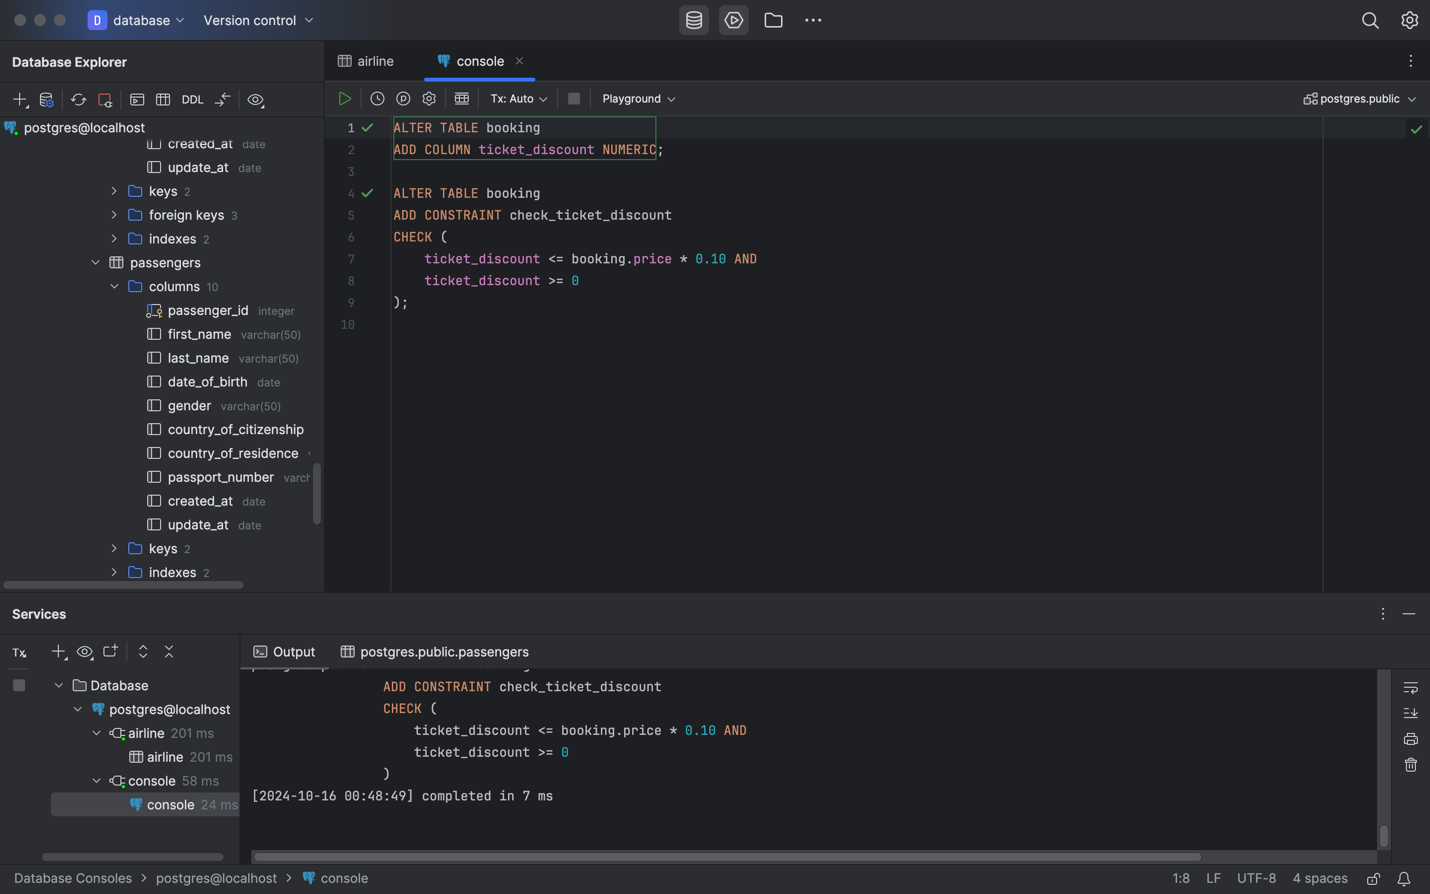 D database Version control
Database Explorer
airline console
DDL
Tx: Auto Playground postgres.public
postgres@localhost
created_at date
update_at date
keys 2
foreign keys 3
indexes 2
passengers
columns 10
passenger_id integer
first_name varchar(50)
last_name varchar(50)
date_of_birth date
gender varchar(50)
country_of_citizenship
country_of_residence
passport_number varch
created_at date
update_at date
keys 2
indexes 2
1 ALTER TABLE booking
2 ADD COLUMN ticket_discount NUMERIC;
3
4 ALTER TABLE booking
5 ADD CONSTRAINT check_ticket_discount
6 CHECK (
7 ticket_discount <= booking.price * 0.10 AND
8 ticket_discount >= 0
9 );
10
Services
Tx
Database
postgres@localhost
airline 201 ms
airline 201 ms
console 58 ms
console 24 ms
Output postgres.public.passengers
ADD CONSTRAINT check_ticket_discount
CHECK (
ticket_discount <= booking.price * 0.10 AND
ticket_discount >= 0
)
[2024-10-16 00:48:49] completed in 7 ms
Database Consoles > postgres@localhost > console
1:8 LF UTF-8 4 spaces